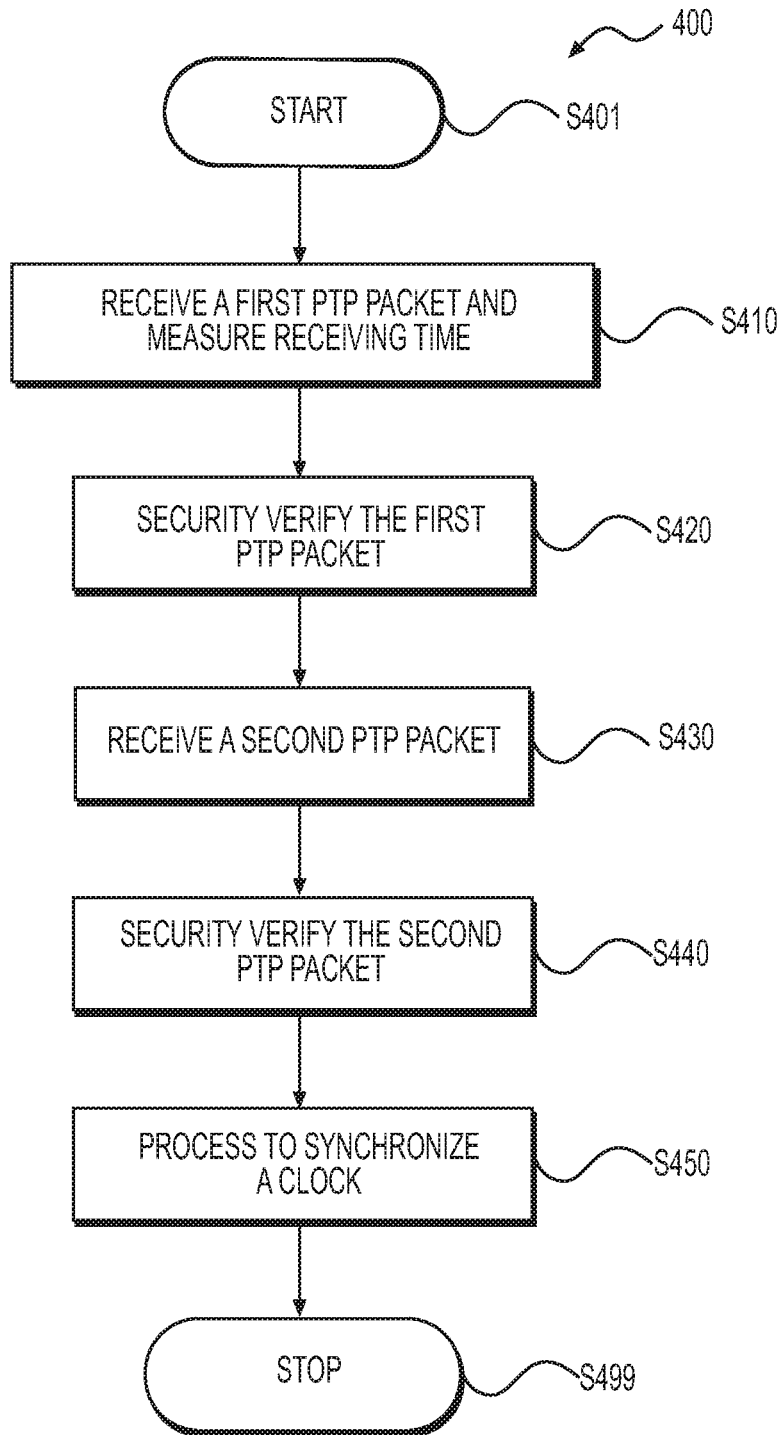 400
START
S401
RECEIVE A FIRST PTP PACKET AND
MEASURE RECEIVING TIME
S410
SECURITY VERIFY THE FIRST
PTP PACKET
S420
RECEIVE A SECOND PTP PACKET
S430
SECURITY VERIFY THE SECOND
PTP PACKET
S440
PROCESS TO SYNCHRONIZE
A CLOCK
S450
STOP
S499